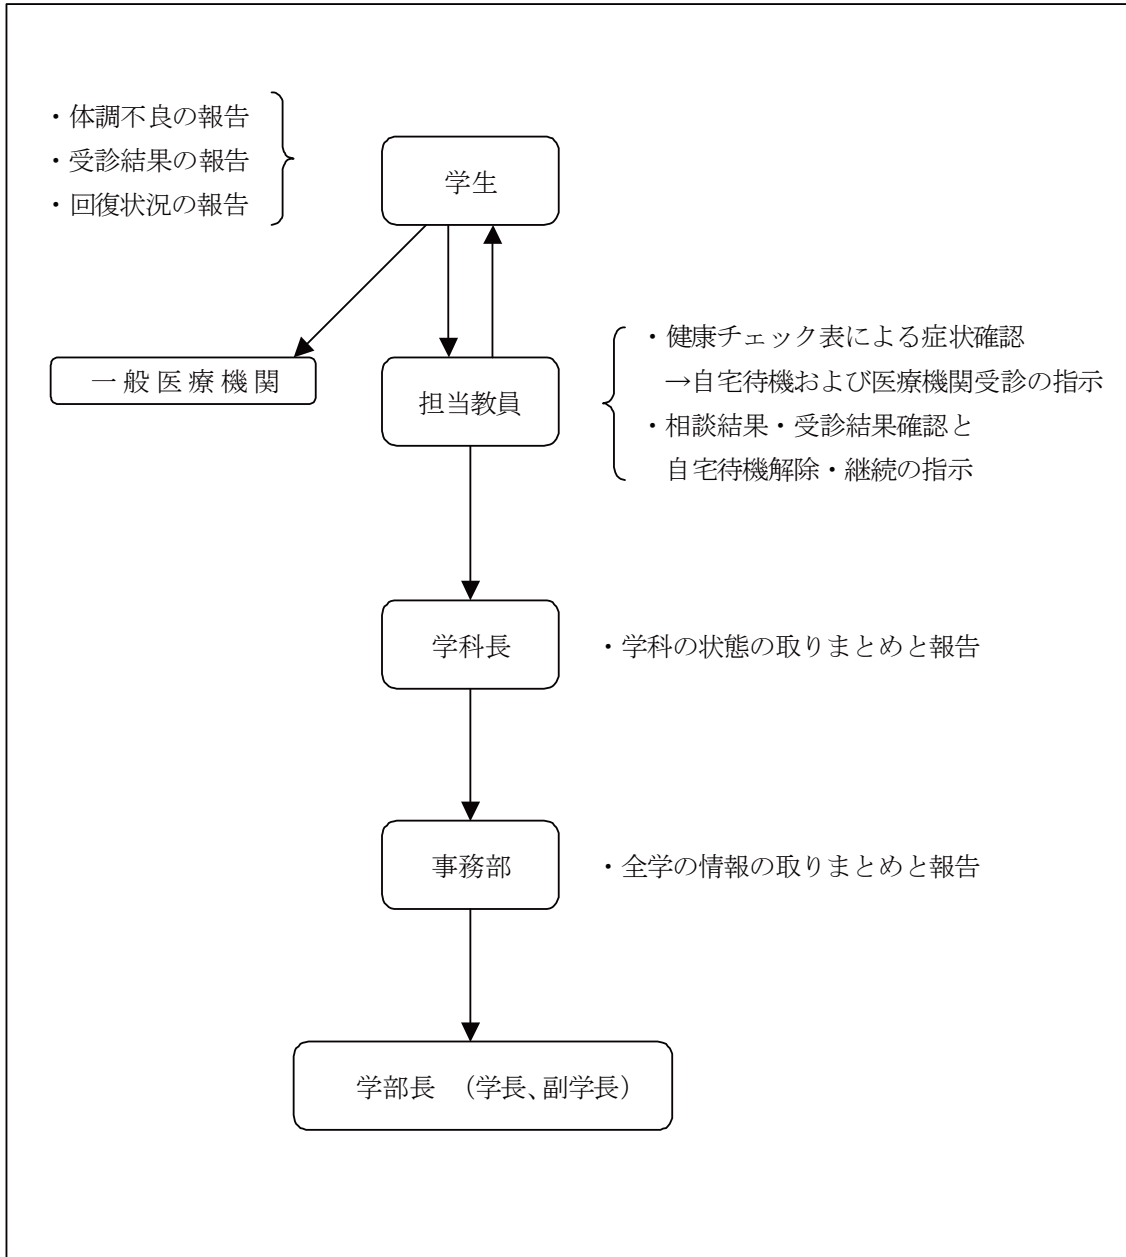 ・体調不良の報告
・受診結果の報告
・回復状況の報告
学生
一般医療機関
担当教員
・健康チェック表による症状確認
→自宅待機および医療機関受診の指示
・相談結果・受診結果確認と
自宅待機解除・継続の指示
学科長
・学科の状態の取りまとめと報告
事務部
・全学の情報の取りまとめと報告
学部長 （学長、副学長）